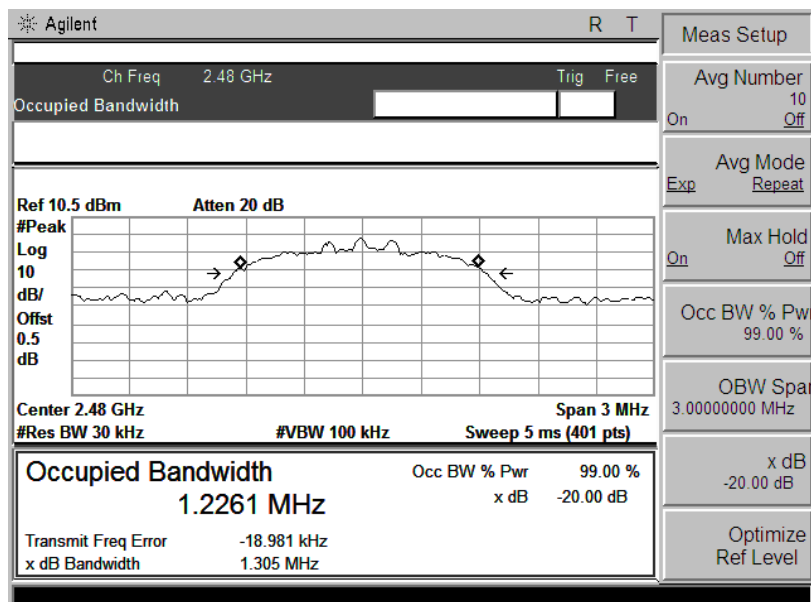 Agilent R T
Ch Freq 2.48 GHz Trig Free
Occupied Bandwidth
Ref 10.5 dBm Atten 20 dB
#Peak
Log
10
dB/
Offst
0.5
dB
Center 2.48 GHz Span 3 MHz
#Res BW 30 kHz #VBW 100 kHz Sweep 5 ms (401 pts)
Occupied Bandwidth
1.2261 MHz
Occ BW % Pwr 99.00 %
x dB -20.00 dB
Transmit Freq Error -18.981 kHz
x dB Bandwidth 1.305 MHz
Meas Setup
Avg Number
10
On Off
Avg Mode
Exp Repeat
Max Hold
On Off
Occ BW % Pwr
99.00 %
OBW Spa
3.00000000 MHz
x dB
-20.00 dB
Optimize
Ref Level